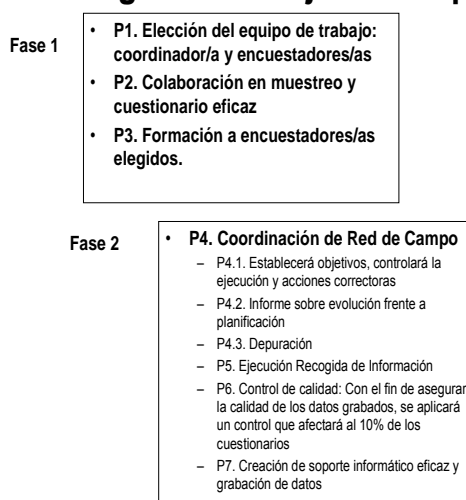 Fase 1
• P1. Elección del equipo de trabajo:
coordinador/a y encuestadores/as
• P2. Colaboración en muestreo y
cuestionario eficaz
• P3. Formación a encuestadores/as
elegidos.
Fase 2
• P4. Coordinación de Red de Campo
– P4.1. Establecerá objetivos, controlará la
ejecución y acciones correctoras
– P4.2. Informe sobre evolución frente a
planificación
– P4.3. Depuración
– P5. Ejecución Recogida de Información
– P6. Control de calidad: Con el fin de asegurar
la calidad de los datos grabados, se aplicará
un control que afectará al 10% de los
cuestionarios
– P7. Creación de soporte informático eficaz y
grabación de datos